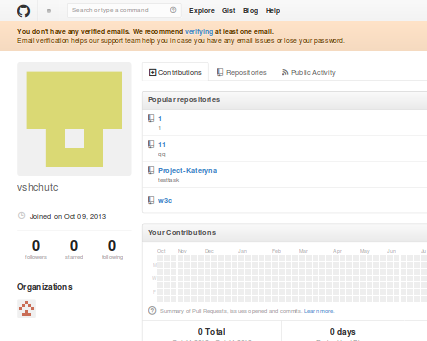 Search or type a command
Explore Gist Blog Help
You don't have any verified emails. We recommend verifying at least one email.
Email verification helps our support team help you in case you have any email issues or lose your password.
Contributions Repositories Public Activity
Popular repositories
1
1
11
qq
Project-Kateryna
testtask
w3c
vshchutc
Joined on Oct 09, 2013
0 0 0
followers starred following
Organizations
Your Contributions
Oct Nov Dec Jan Feb Mar Apr May Jun
Summary of Pull Requests, issues opened and commits. Learn more.
0 Total 0 days